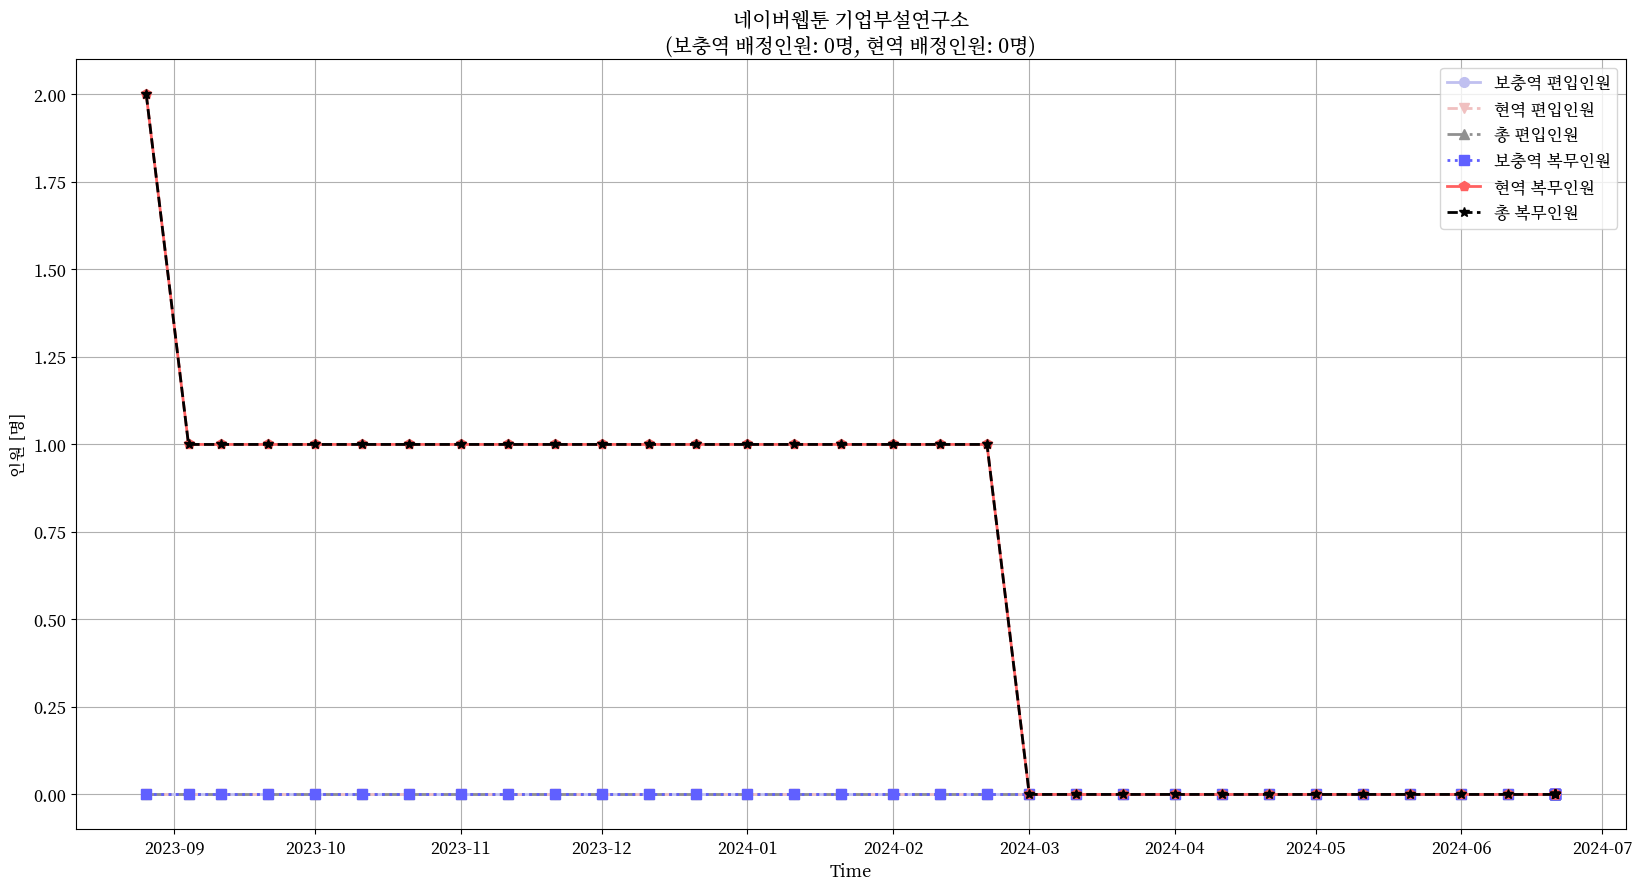 네이버웹툰 기업부설연구소
(보충역 배정인원: 0명, 현역 배정인원: 0명)
보충역 편입인원
현역 편입인원
총 편입인원
보충역 복무인원
현역 복무인원
총 복무인원
인원 [명]
2.00
1.75
1.50
1.25
1.00
0.75
0.50
0.25
0.00
2023-09 2023-10 2023-11 2023-12 2024-01 2024-02 2024-03 2024-04 2024-05 2024-06 2024-07
Time